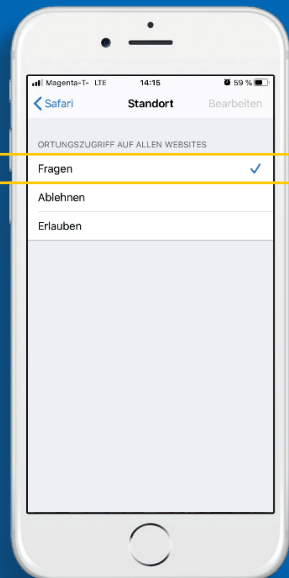 Magenta-T- LTE 14:15 59 %
Safari Standort Bearbeiten
ORTUNGSZUGRIFF AUF ALLEN WEBSITES
Fragen
Ablehnen
Erlauben